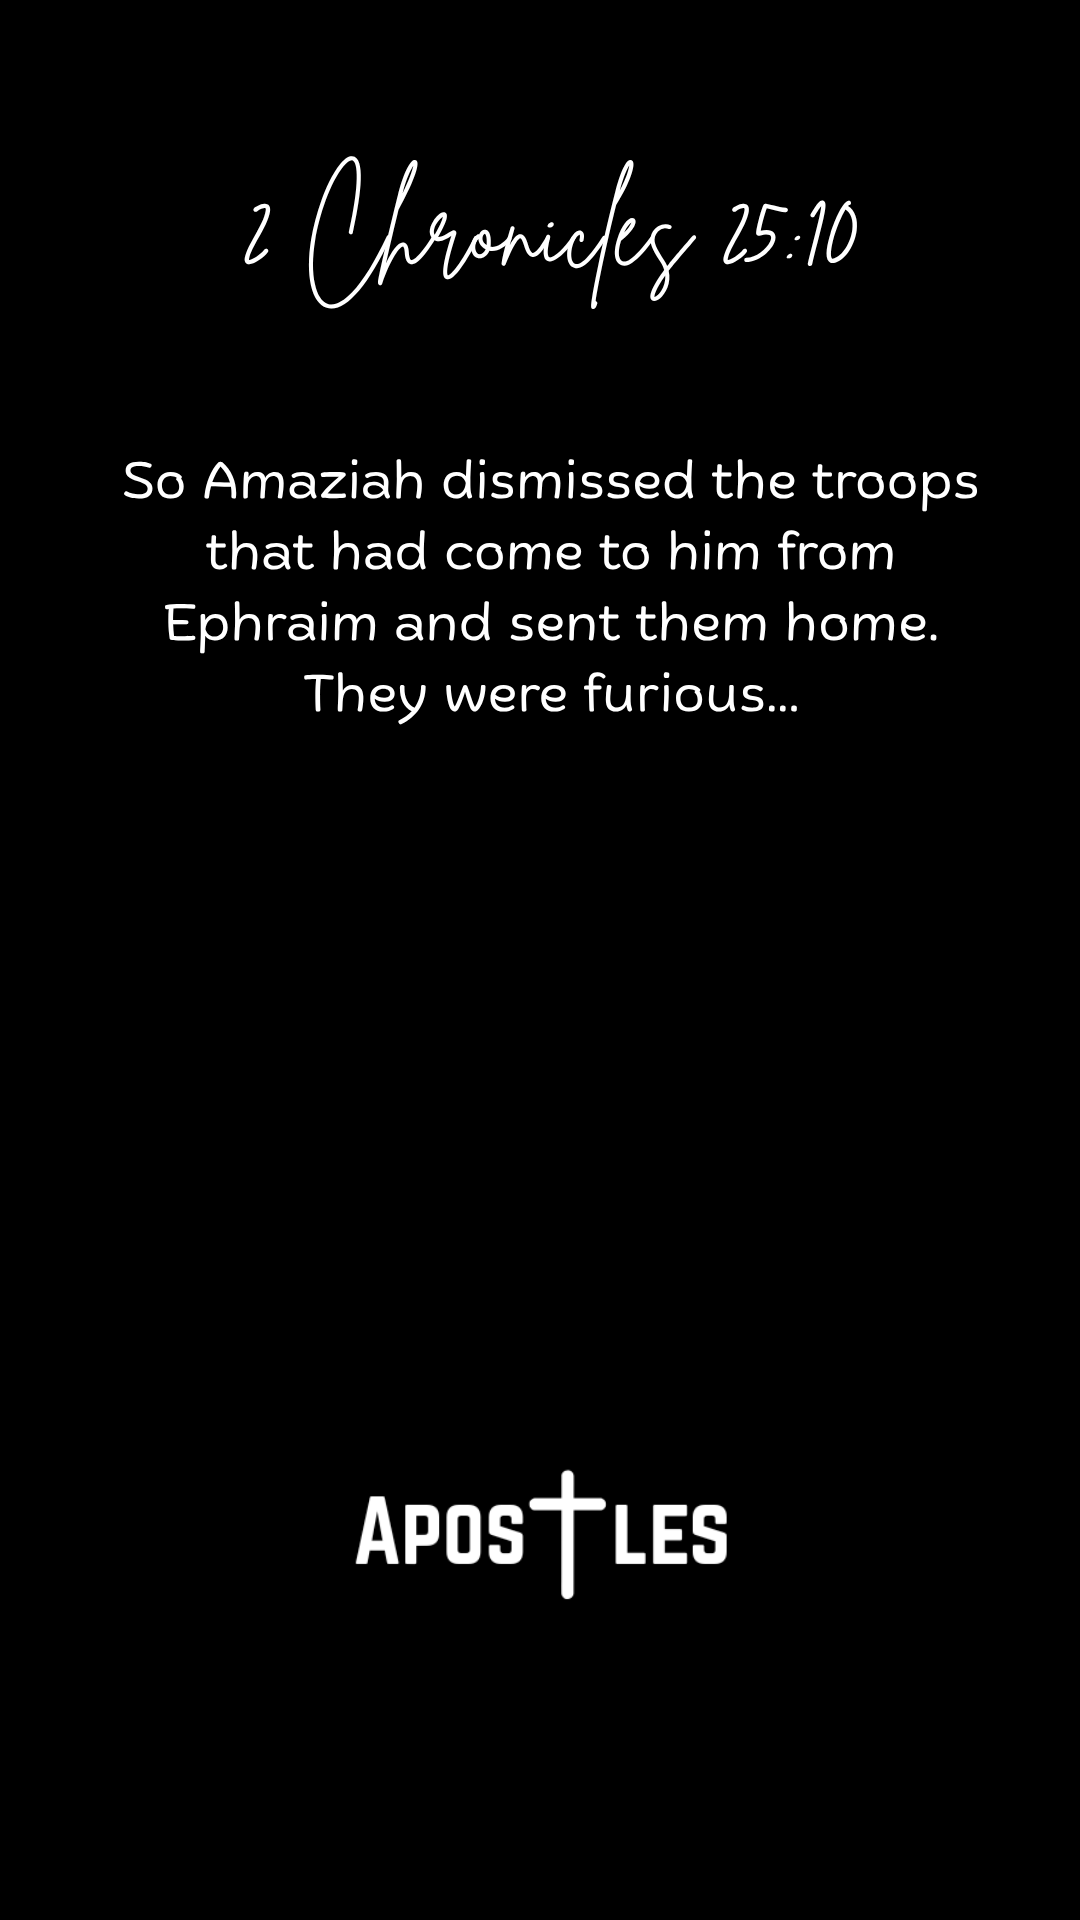 2 Chronicles 25:10
So Amaziah dismissed the troops
that had come to him from
Ephraim and sent them home.
They were furious...
Apostles